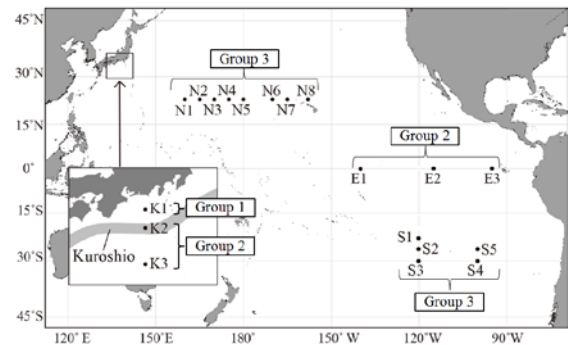 45°N
30°N
15°N
0°
15°S
30°S
45°S
Group 3
N2 N4 N6 N8
N1 N3 N5 N7
Group 2
E1 E2 E3
K1
Group 1
K2
Group 2
Kuroshio
K3
S1
S2 S5
S3 S4
Group 3
120°E 150°E 180° 150°W 120°W 90°W